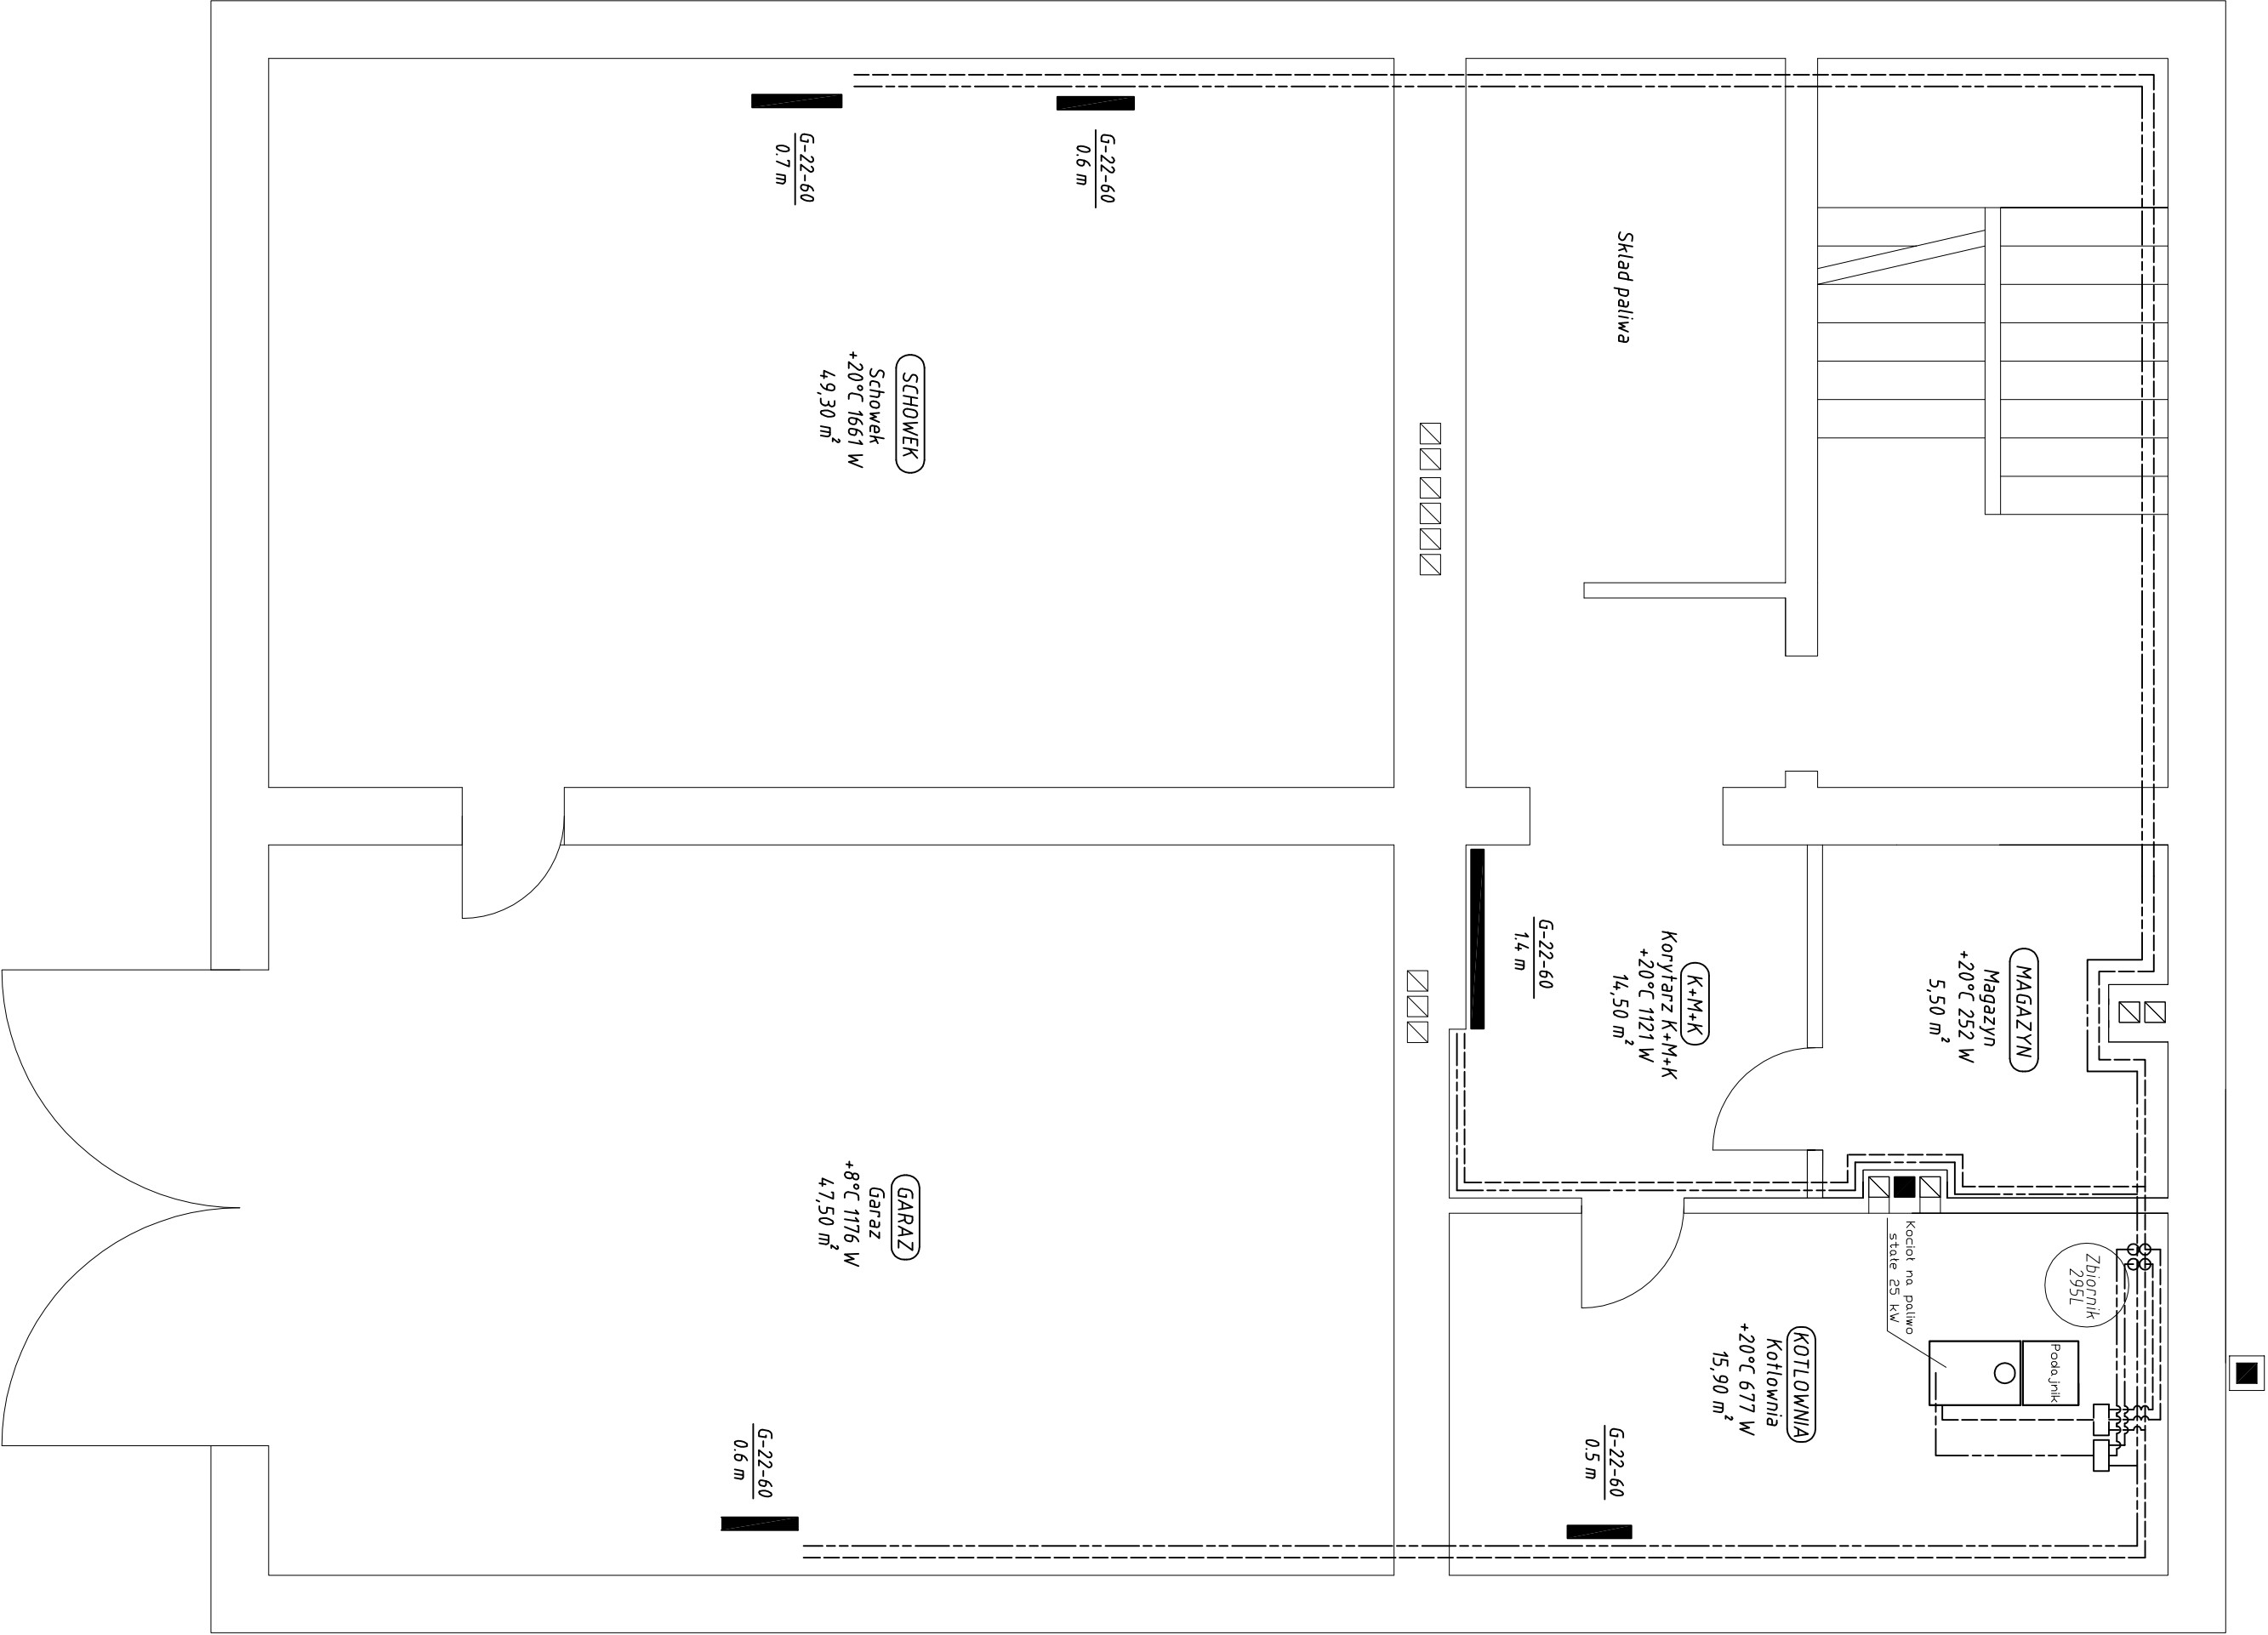 G-22-60
0.7 m
G-22-60
0.6 m
Sklad paliwa
SCHOWEK
Schowek
+20°C 1661 W
49,30 m²
G-22-60
1.4 m
K+M+K
Korytarz K+M+K
+20°C 1121 W
14,50 m²
MAGAZYN
Magazyn
+20°C 252 W
5,50 m²
GARAZ
Garaz
+8°C 1176 W
47,50 m²
Kocioł na paliwo
stałe 25 kW
Zbiornik
295L
Podajnik
KOTLOWNIA
Kotlownia
+20°C 677 W
15,90 m²
G-22-60
0.6 m
G-22-60
0.5 m